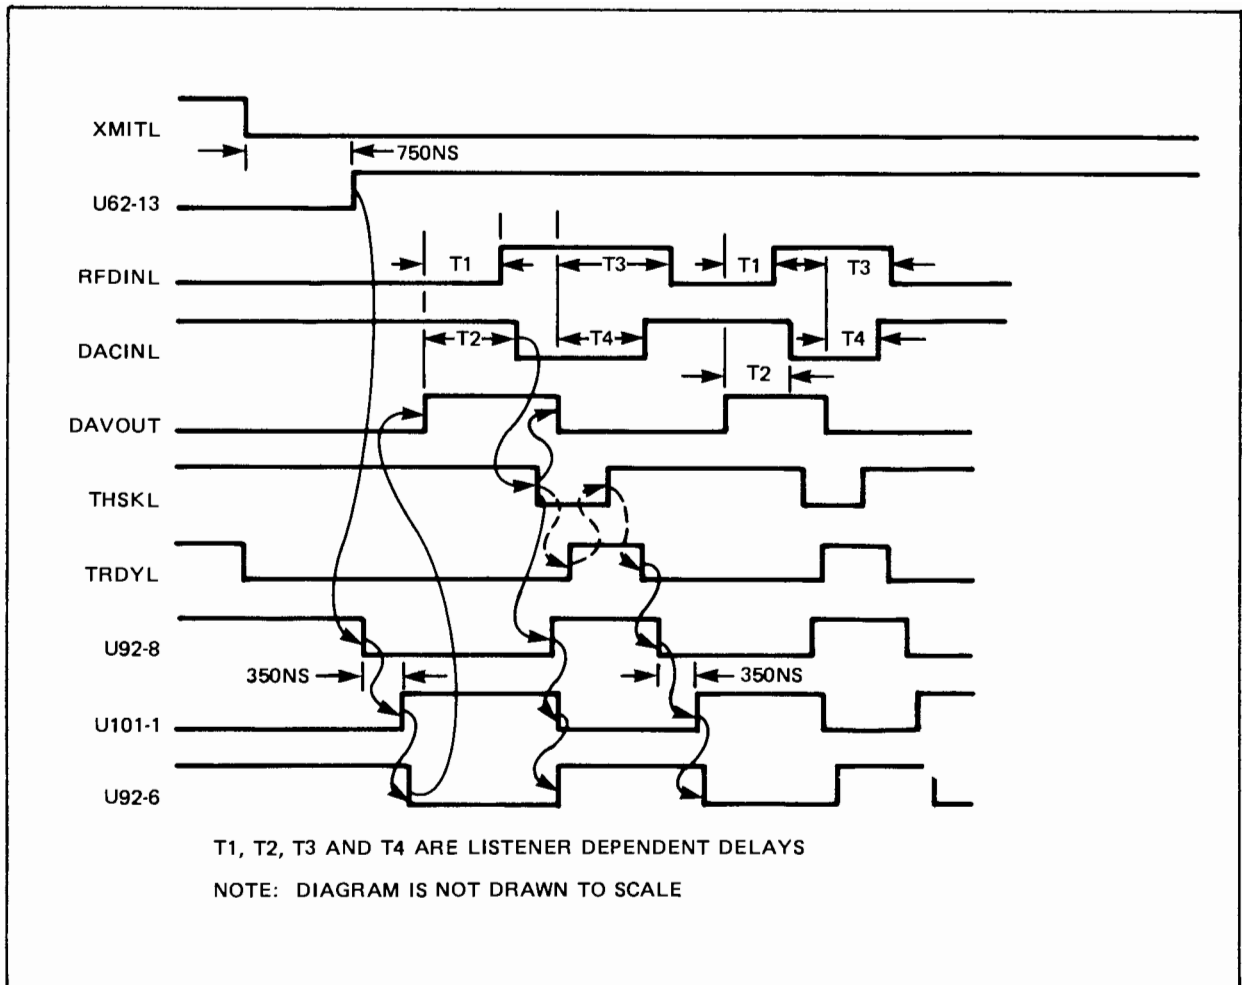 XMITL
750NS
U62-13
RFDINL
T1
T3
T1
T3
DACINL
T2
T4
T4
T2
DAVOUT
THSKL
TRDYL
U92-8
350NS
350NS
U101-1
U92-6
T1, T2, T3 AND T4 ARE LISTENER DEPENDENT DELAYS
NOTE: DIAGRAM IS NOT DRAWN TO SCALE